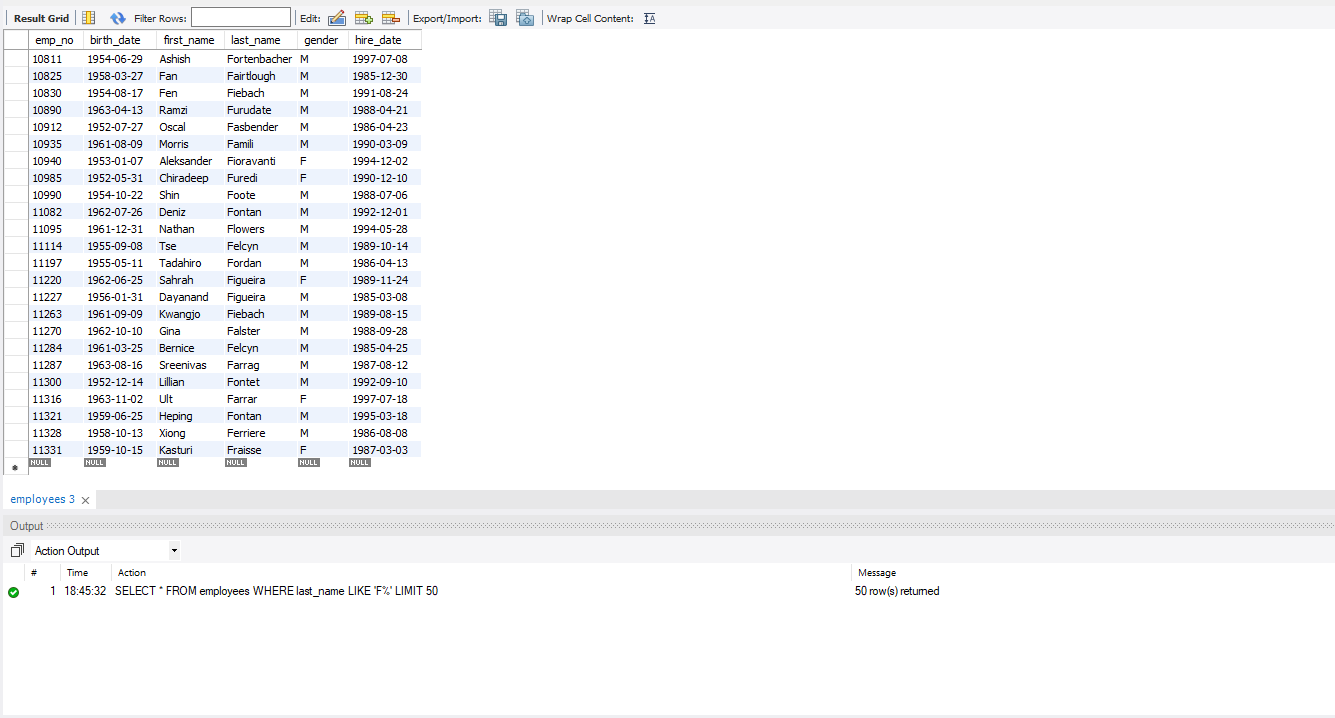 Result Grid Filter Rows: Edit: Export/Import: Wrap Cell Content: IA
emp_no birth_date first_name last_name gender hire_date
10811 1954-06-29 Ashish Fortenbacher M 1997-07-08
10825 1958-03-27 Fan Fairtlough M 1985-12-30
10830 1954-08-17 Fen Fiebach M 1991-08-24
10890 1963-04-13 Ramzi Furudate M 1988-04-21
10912 1952-07-27 Oscal Fasbender M 1986-04-23
10935 1961-08-09 Morris Famili M 1990-03-09
10940 1953-01-07 Aleksander Fioravanti F 1994-12-02
10985 1952-05-31 Chiradeep Furedi F 1990-12-10
10990 1954-10-22 Shin Foote M 1988-07-06
11082 1962-07-26 Deniz Fontan M 1992-12-01
11095 1961-12-31 Nathan Flowers M 1994-05-28
11114 1955-09-08 Tse Felcyn M 1989-10-14
11197 1955-05-11 Tadahiro Fordan M 1986-04-13
11220 1962-06-25 Sahrah Figueira F 1989-11-24
11227 1956-01-31 Dayanand Figueira M 1985-03-08
11263 1961-09-09 Kwangjo Fiebach M 1989-08-15
11270 1962-10-10 Gina Falster M 1988-09-28
11284 1961-03-25 Bernice Felcyn M 1985-04-25
11287 1963-08-16 Sreenivas Farrag M 1987-08-12
11300 1952-12-14 Lillian Fontet M 1992-09-10
11316 1963-11-02 Ult Farrar F 1997-07-18
11321 1959-06-25 Heping Fontan M 1995-03-18
11328 1958-10-13 Xiong Ferriere M 1986-08-08
11331 1959-10-15 Kasturi Fraisse F 1987-03-03
* NULL NULL NULL NULL NULL NULL
employees 3
Output
Action Output
# Time Action Message
1 18:45:32 SELECT * FROM employees WHERE last_name LIKE 'F%' LIMIT 50 50 row(s) returned